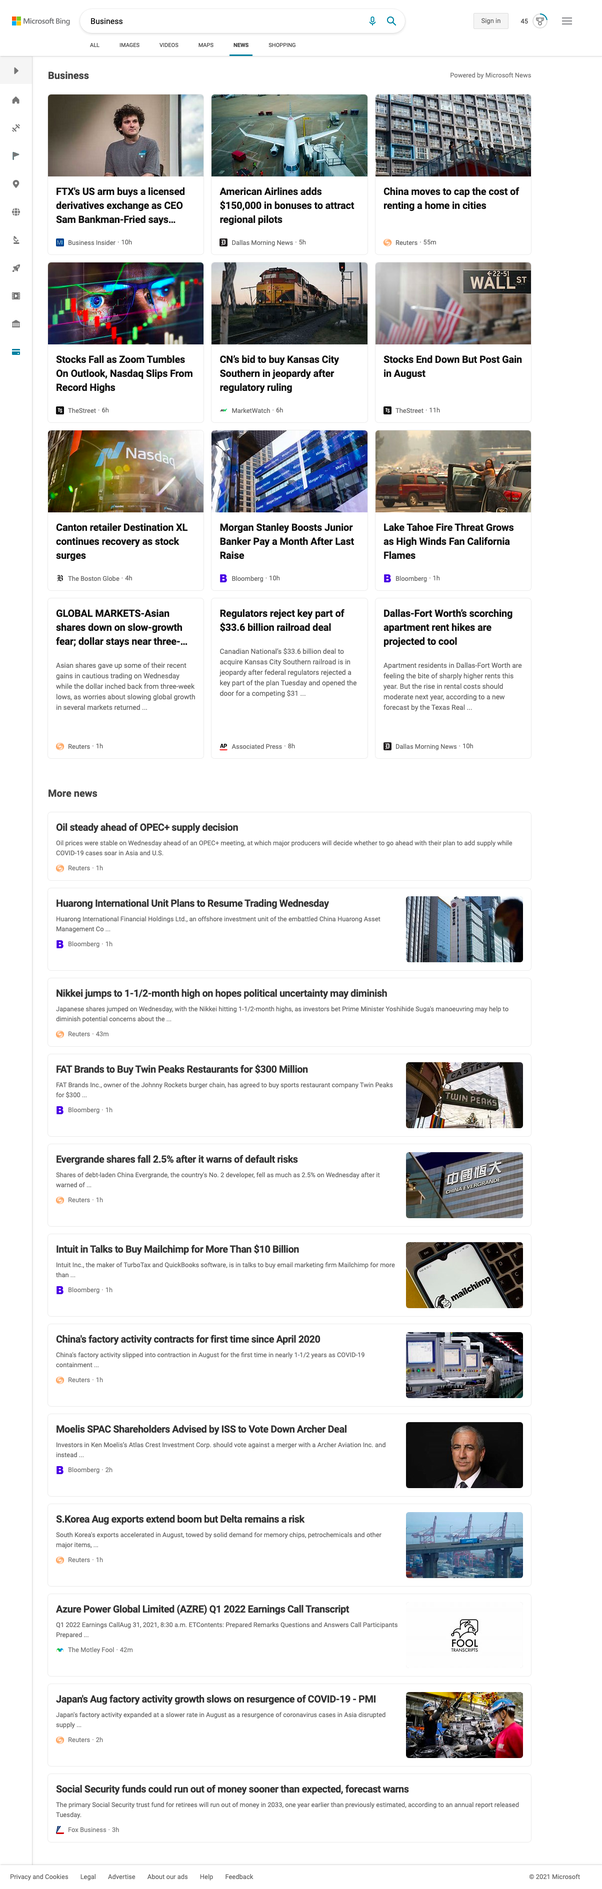 Microsoft Bing
Business
Sign in
45
ALL IMAGES VIDEOS MAPS NEWS SHOPPING
Business
Powered by Microsoft News
FTX's US arm buys a licensed
derivatives exchange as CEO
Sam Bankman-Fried says...
Business Insider · 10h
American Airlines adds
$150,000 in bonuses to attract
regional pilots
Dallas Morning News · 5h
China moves to cap the cost of
renting a home in cities
Reuters · 55m
Stocks Fall as Zoom Tumbles
On Outlook, Nasdaq Slips From
Record Highs
TheStreet · 6h
CN's bid to buy Kansas City
Southern in jeopardy after
regulatory ruling
MarketWatch · 6h
WALL ST
Stocks End Down But Post Gain
in August
TheStreet · 11h
Nasdaq
Canton retailer Destination XL
continues recovery as stock
surges
The Boston Globe · 4h
Morgan Stanley Boosts Junior
Banker Pay a Month After Last
Raise
Bloomberg · 10h
Lake Tahoe Fire Threat Grows
as High Winds Fan California
Flames
Bloomberg · 1h
GLOBAL MARKETS-Asian
shares down on slow-growth
fear; dollar stays near three-...
Asian shares gave up some of their recent
gains in cautious trading on Wednesday
while the dollar inched back from three-week
lows, as worries about slowing global growth
in several markets returned ...
Reuters · 1h
Regulators reject key part of
$33.6 billion railroad deal
Canadian National's $33.6 billion deal to
acquire Kansas City Southern railroad is in
jeopardy after federal regulators rejected a
key part of the plan Tuesday and opened the
door for a competing $31 ...
AP Associated Press · 8h
Dallas-Fort Worth's scorching
apartment rent hikes are
projected to cool
Apartment residents in Dallas-Fort Worth are
feeling the bite of sharply higher rents this
year. But the rise in rental costs should
moderate next year, according to a new
forecast by the Texas Real ...
Dallas Morning News · 10h
More news
Oil steady ahead of OPEC+ supply decision
Oil prices were stable on Wednesday ahead of an OPEC+ meeting, at which major producers will decide whether to go ahead with their plan to add supply while
COVID-19 cases soar in Asia and U.S.
Reuters · 1h
Huarong International Unit Plans to Resume Trading Wednesday
Huarong International Financial Holdings Ltd., an offshore investment unit of the embattled China Huarong Asset
Management Co ...
Bloomberg · 1h
Nikkei jumps to 1-1/2-month high on hopes political uncertainty may diminish
Japanese shares jumped on Wednesday, with the Nikkei hitting 1-1/2-month highs, as investors bet Prime Minister Yoshihide Suga's manoeuvring may help to
diminish potential concerns about the ...
Reuters · 43m
FAT Brands to Buy Twin Peaks Restaurants for $300 Million
FAT Brands Inc., owner of the Johnny Rockets burger chain, has agreed to buy sports restaurant company Twin Peaks
for $300 ...
Bloomberg · 1h
CASTRO
TWIN PEAKS
Evergrande shares fall 2.5% after it warns of default risks
Shares of debt-laden China Evergrande, the country's No. 2 developer, fell as much as 2.5% on Wednesday after it
warned of ...
Reuters · 1h
中國恒大
CHINA EVERGRANDE
Intuit in Talks to Buy Mailchimp for More Than $10 Billion
Intuit Inc., the maker of TurboTax and QuickBooks software, is in talks to buy email marketing firm Mailchimp for more
than ...
Bloomberg · 1h
mailchimp
China's factory activity contracts for first time since April 2020
China's factory activity slipped into contraction in August for the first time in nearly 1-1/2 years as COVID-19
containment ...
Reuters · 1h
Moelis SPAC Shareholders Advised by ISS to Vote Down Archer Deal
Investors in Ken Moelis's Atlas Crest Investment Corp. should vote against a merger with a Archer Aviation Inc. and
instead ...
Bloomberg · 2h
S.Korea Aug exports extend boom but Delta remains a risk
South Korea's exports accelerated in August, towed by solid demand for memory chips, petrochemicals and other
major items, ...
Reuters · 1h
Azure Power Global Limited (AZRE) Q1 2022 Earnings Call Transcript
Q1 2022 Earnings CallAug 31, 2021, 8:30 a.m. ETContents: Prepared Remarks Questions and Answers Call Participants
Prepared ...
The Motley Fool · 42m
FOOL
TRANSCRIPTS
Japan's Aug factory activity growth slows on resurgence of COVID-19 - PMI
Japan's factory activity expanded at a slower rate in August as a resurgence of coronavirus cases in Asia disrupted
supply ...
Reuters · 2h
Social Security funds could run out of money sooner than expected, forecast warns
The primary Social Security trust fund for retirees will run out of money in 2033, one year earlier than previously estimated, according to an annual report released
Tuesday.
Fox Business · 3h
Privacy and Cookies Legal Advertise About our ads Help Feedback
© 2021 Microsoft